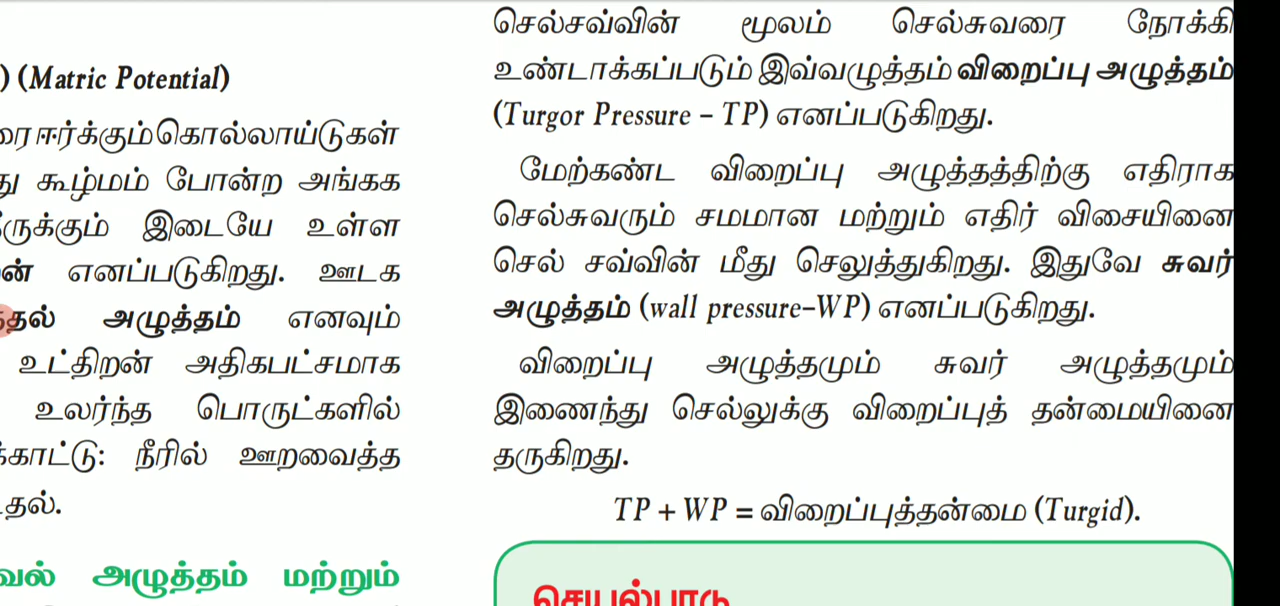 ) (Matric Potential)
ரை ஈர்க்கும் கொல்லாய்டுகள்
து கூழ்மம் போன்ற அங்கக
ருக்கும் இடையே உள்ள
ன் எனப்படுகிறது. ஊடக
தல் அழுத்தம் எனவும்
உட்திறன் அதிகபட்சமாக
உலர்ந்த பொருட்களில்
க்காட்டு: நீரில் ஊறவைத்த
தல்.
வல் அழுத்தம் மற்றும்
செல்சவ்வின் மூலம் செல்சுவரை நோக்கி
உண்டாக்கப்படும் இவ்வழுத்தம் விறைப்பு அழுத்தம்
(Turgor Pressure – TP) எனப்படுகிறது.
மேற்கண்ட விறைப்பு அழுத்தத்திற்கு எதிராக
செல்சுவரும் சமமான மற்றும் எதிர் விசையினை
செல் சவ்வின் மீது செலுத்துகிறது. இதுவே சுவர்
அழுத்தம் (wall pressure–WP) எனப்படுகிறது.
விறைப்பு அழுத்தமும் சுவர் அழுத்தமும்
இணைந்து செல்லுக்கு விறைப்புத் தன்மையினை
தருகிறது.
TP + WP = விறைப்புத்தன்மை (Turgid).
செயல்பாடு